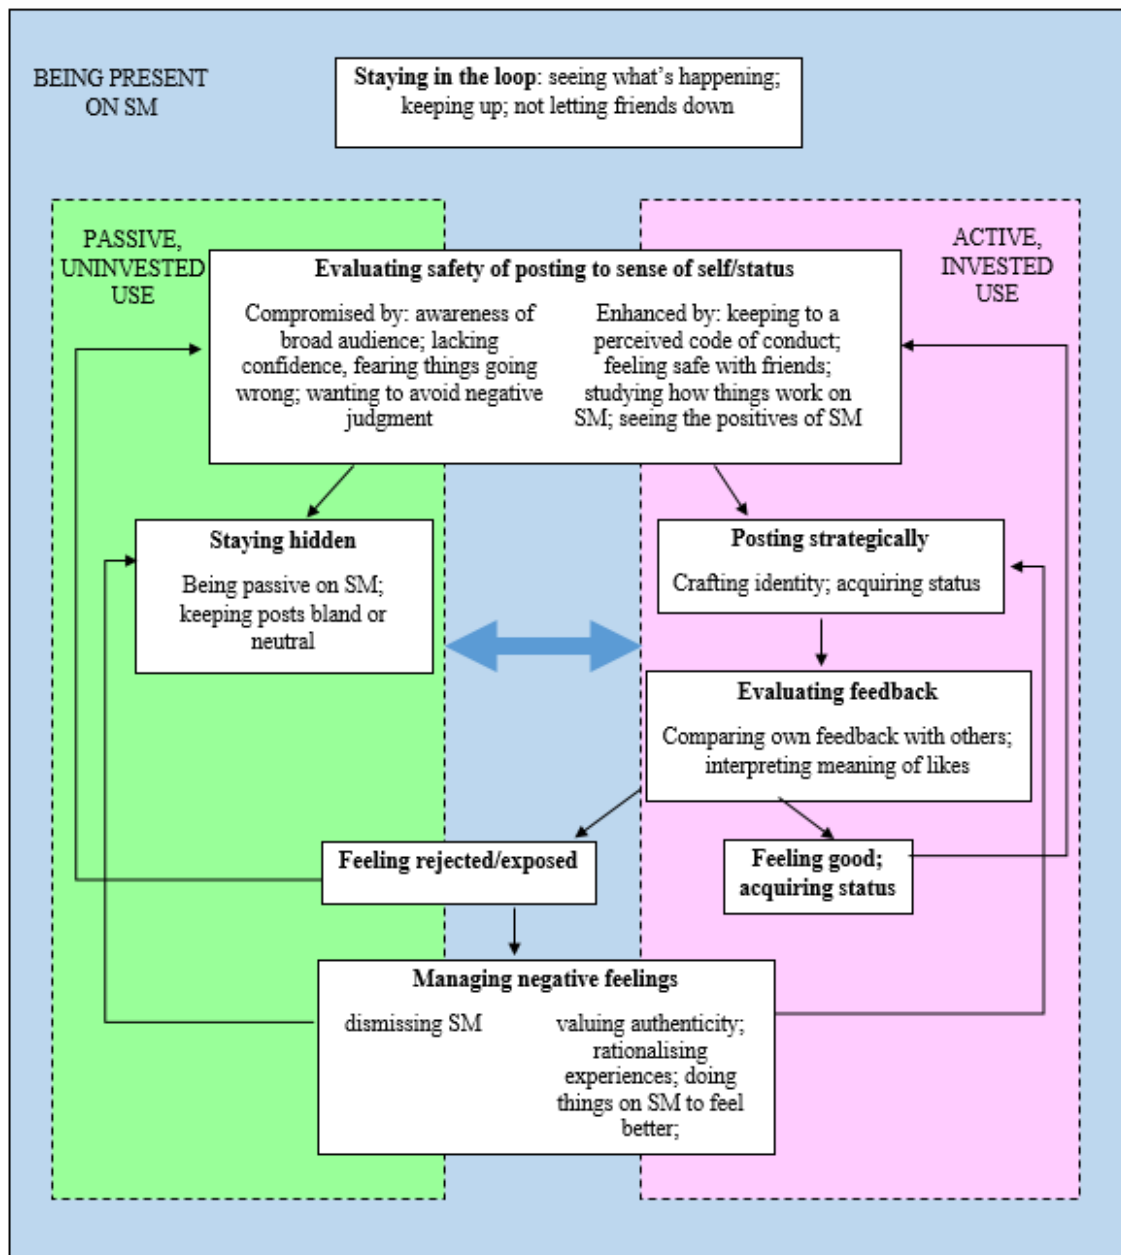 BEING PRESENT
ON SM
Staying in the loop: seeing what's happening;
keeping up; not letting friends down
PASSIVE,
UNINVESTED
USE
ACTIVE,
INVESTED
USE
Evaluating safety of posting to sense of self/status
Compromised by: awareness of
broad audience; lacking
confidence, fearing things going
wrong; wanting to avoid negative
judgment
Enhanced by: keeping to a
perceived code of conduct;
feeling safe with friends;
studying how things work on
SM; seeing the positives of SM
Staying hidden
Being passive on SM;
keeping posts bland or
neutral
Posting strategically
Crafting identity; acquiring status
Evaluating feedback
Comparing own feedback with others;
interpreting meaning of likes
Feeling rejected/exposed
Feeling good;
acquiring status
Managing negative feelings
dismissing SM
valuing authenticity;
rationalising
experiences; doing
things on SM to feel
better;